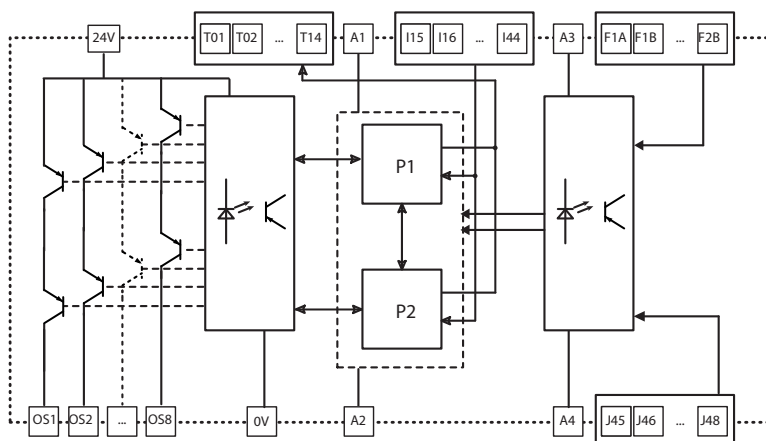 24V T01 T02 ... T14 A1 I15 I16 ... I44 A3 F1A F1B ... F2B
P1
P2
OS1 OS2 ... OS8 0V A2 A4 J45 J46 ... J48